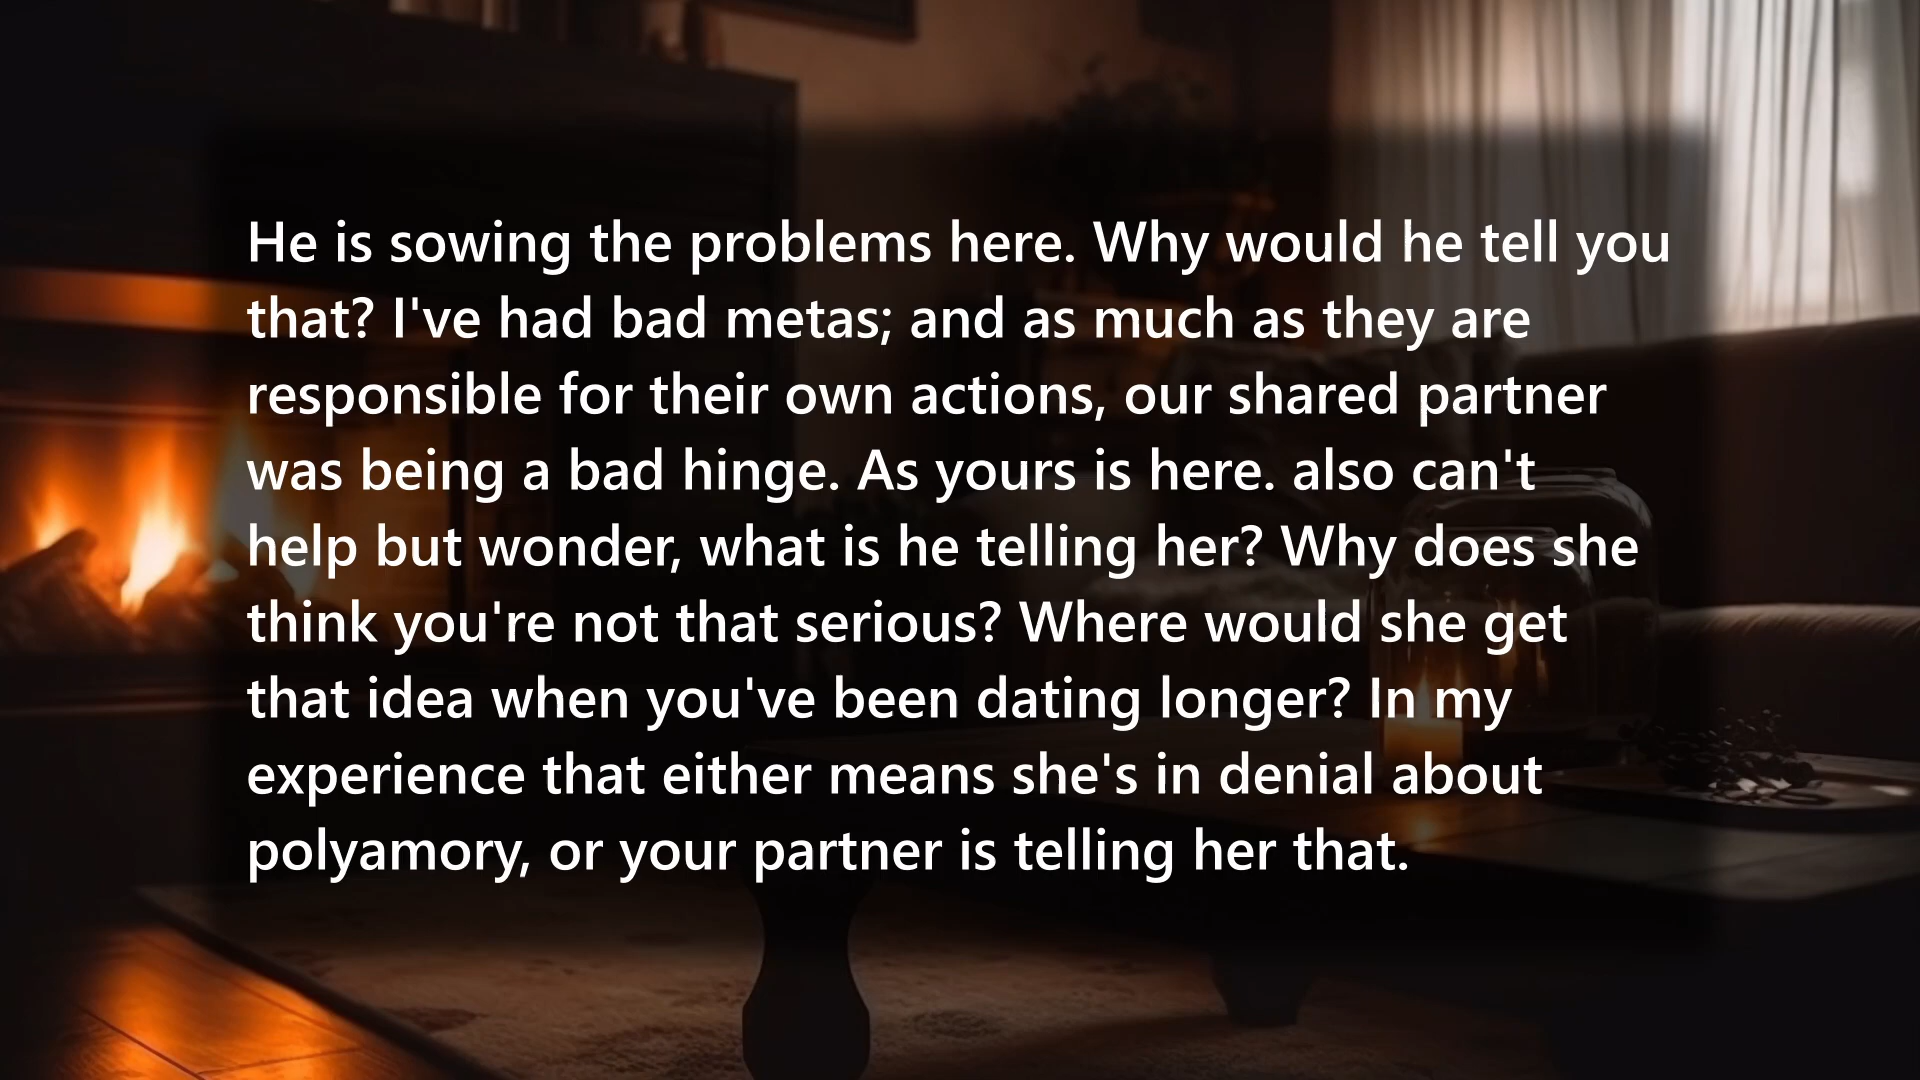 He is sowing the problems here. Why would he tell you
that? I've had bad metas; and as much as they are
responsible for their own actions, our shared partner
was being a bad hinge. As yours is here. also can't
help but wonder, what is he telling her? Why does she
think you're not that serious? Where would she get
that idea when you've been dating longer? In my
experience that either means she's in denial about
polyamory, or your partner is telling her that.